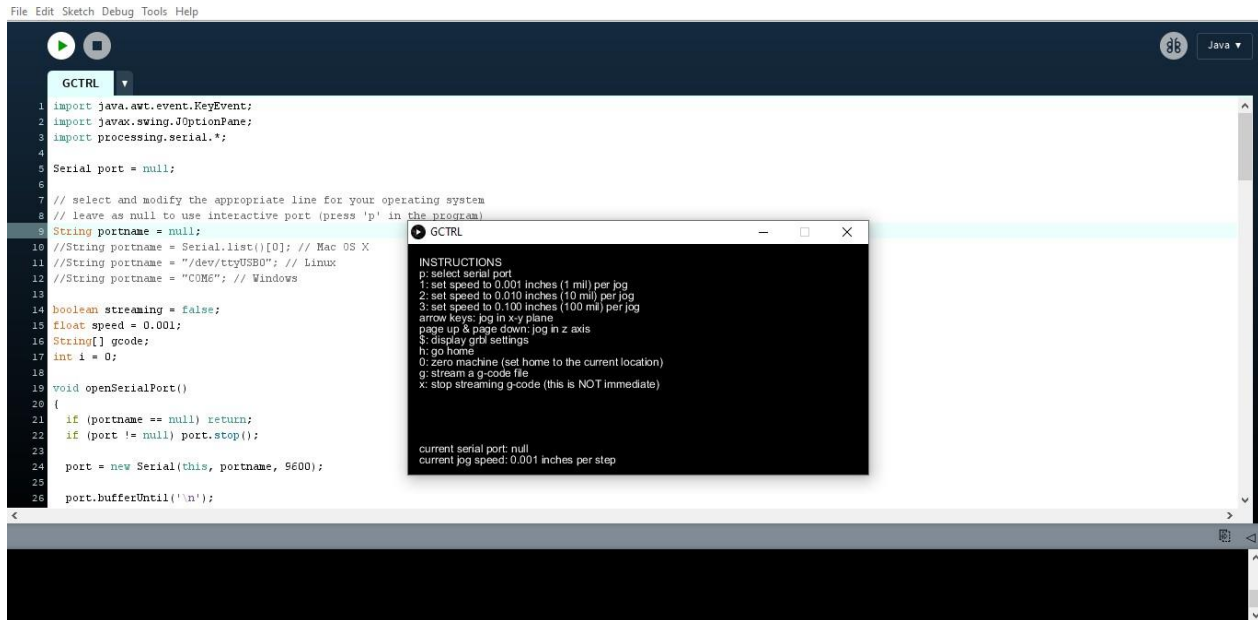 File Edit Sketch Debug Tools Help
Java ▼
GCTRL ▼
1 import java.awt.event.KeyEvent;
2 import javax.swing.JOptionPane;
3 import processing.serial.*;
4
5 Serial port = null;
6
7 // select and modify the appropriate line for your operating system
8 // leave as null to use interactive port (press 'p' in the program)
9 String portname = null;
10 //String portname = Serial.list()[0]; // Mac OS X
11 //String portname = "/dev/ttyUSB0"; // Linux
12 //String portname = "COM6"; // Windows
13
14 boolean streaming = false;
15 float speed = 0.001;
16 String[] gcode;
17 int i = 0;
18
19 void openSerialPort()
20 {
21 if (portname == null) return;
22 if (port != null) port.stop();
23
24 port = new Serial(this, portname, 9600);
25
26 port.bufferUntil('\n');
GCTRL
INSTRUCTIONS
p: select serial port
1: set speed to 0.001 inches (1 mil) per jog
2: set speed to 0.010 inches (10 mil) per jog
3: set speed to 0.100 inches (100 mil) per jog
arrow keys: jog in x-y plane
page up & page down: jog in z axis
$: display grbl settings
h: go home
0: zero machine (set home to the current location)
g: stream a g-code file
x: stop streaming g-code (this is NOT immediate)
current serial port: null
current jog speed: 0.001 inches per step